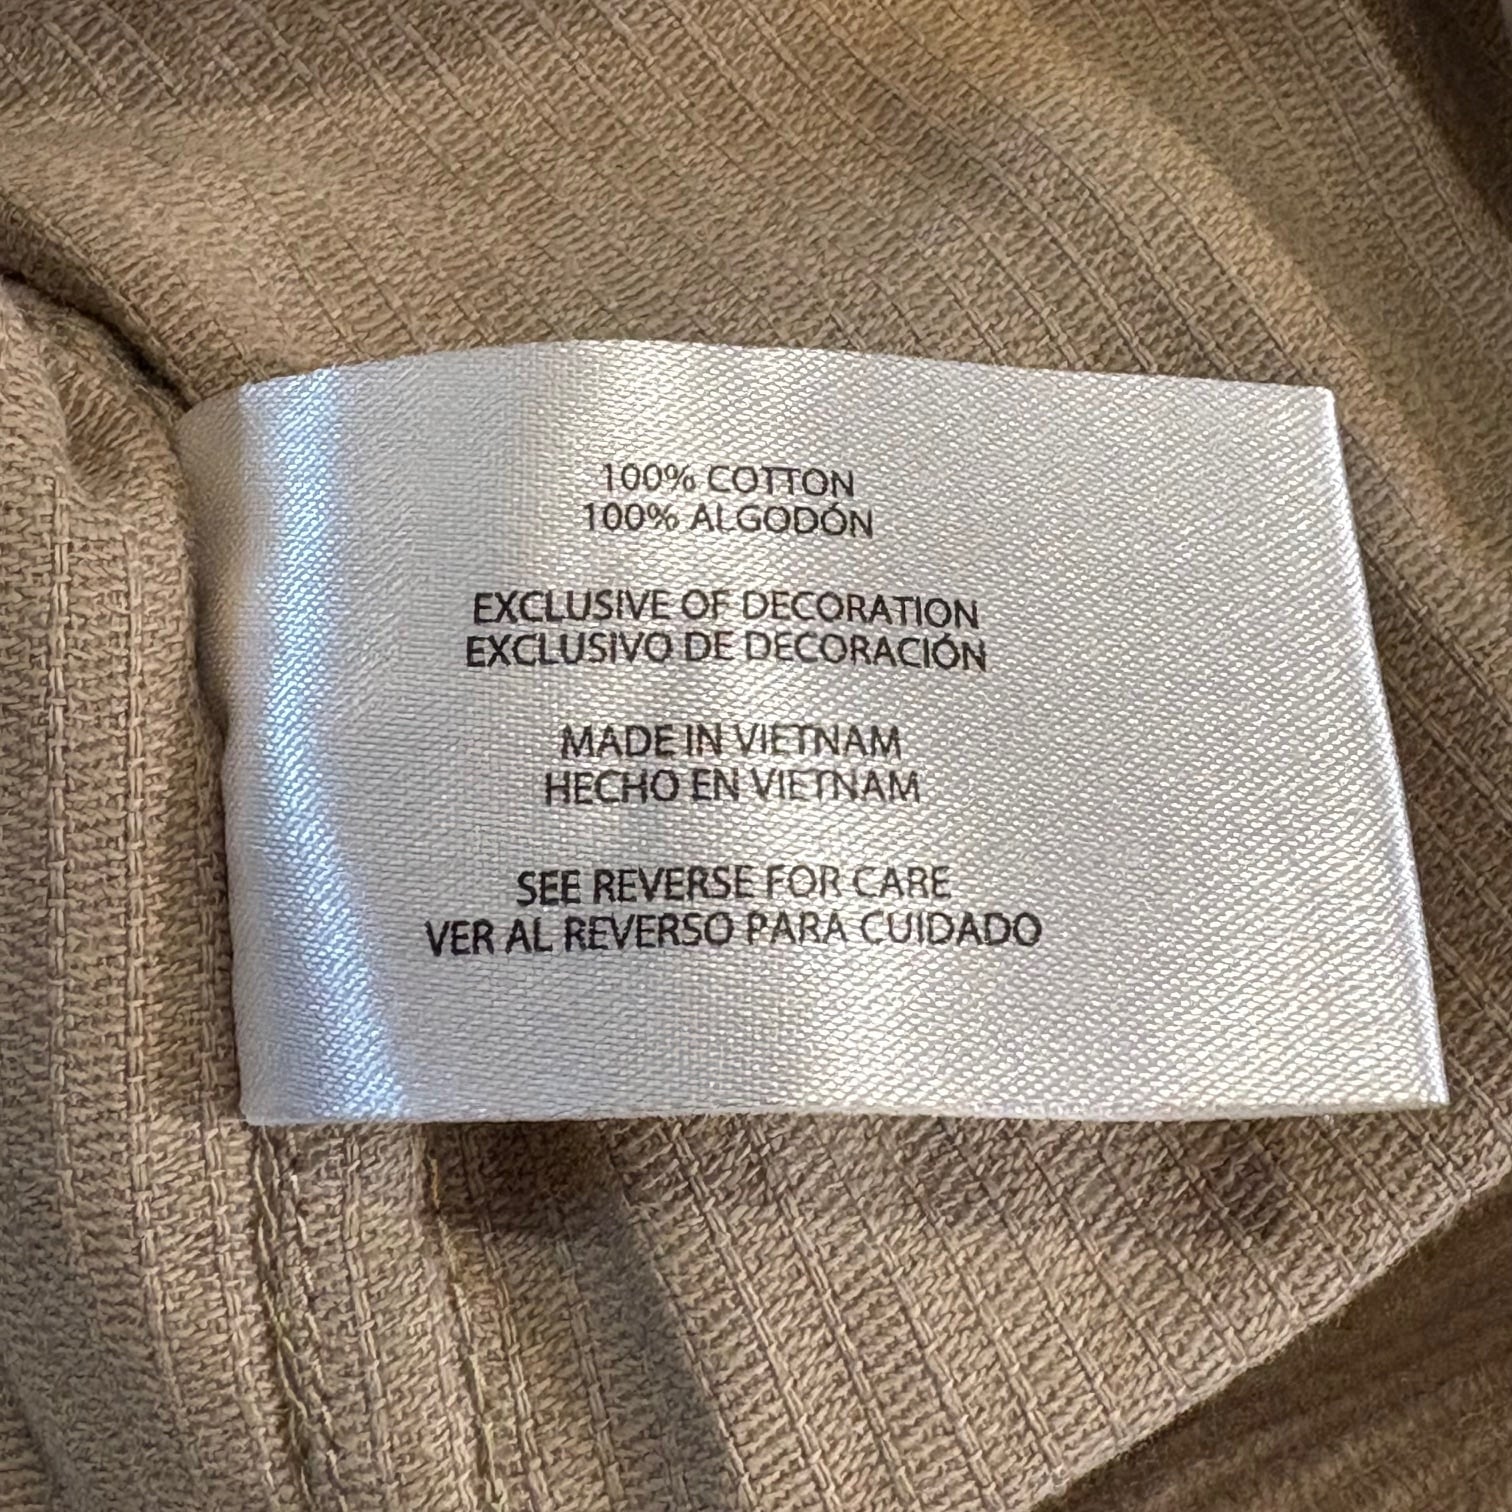 100% COTTON
100% ALGODÓN
EXCLUSIVE OF DECORATION
EXCLUSIVO DE DECORACIÓN
MADE IN VIETNAM
HECHO EN VIETNAM
SEE REVERSE FOR CARE
VER AL REVERSO PARA CUIDADO